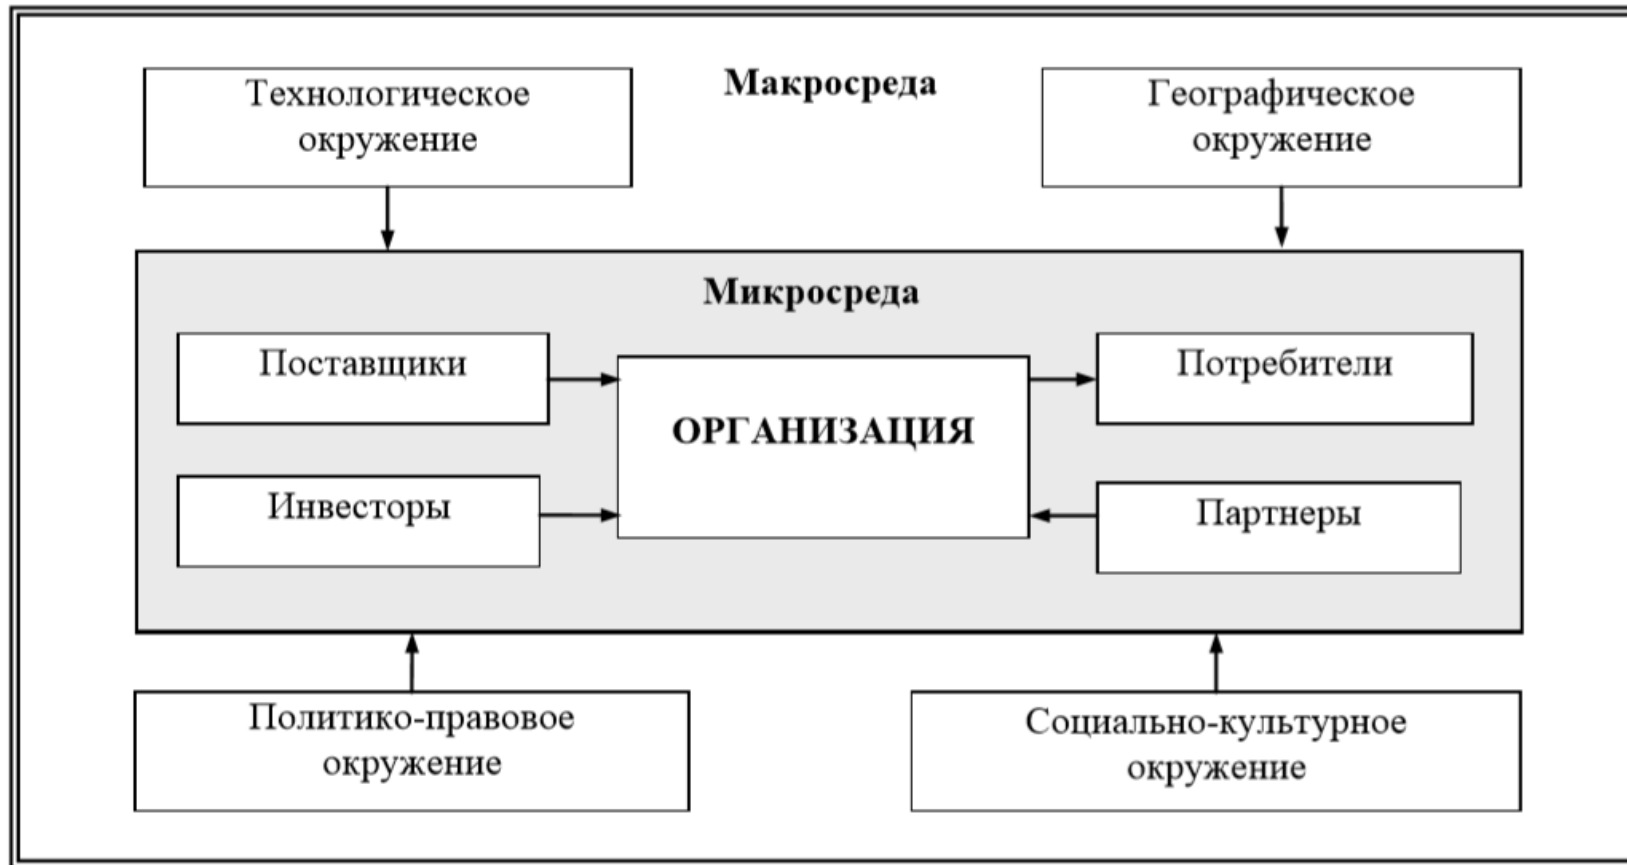 Макросреда
Технологическое
окружение
Географическое
окружение
Микросреда
Поставщики
Потребители
ОРГАНИЗАЦИЯ
Инвесторы
Партнеры
Политико-правовое
окружение
Социально-культурное
окружение